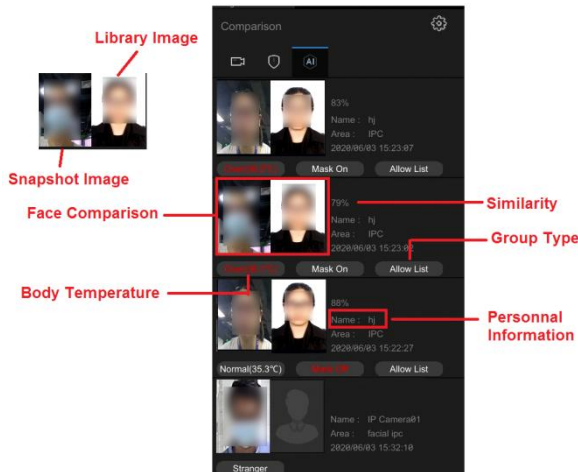 Comparison
AI
Library Image
Snapshot Image
83%
Name : hj
Area : IPC
2020/06/03 15:23:07
Mask On
Allow List
Face Comparison
79%
Similarity
Name : hj
Area : IPC
2020/06/03 15:23:02
Group Type
Mask On
Allow List
Body Temperature
88%
Name : hj
Personnal
Information
Area : IPC
2020/06/03 15:22:27
Normal(35.3℃)
Mask Off
Allow List
Name : IP Camera01
Area : facial ipc
2020/06/03 15:32:10
Stranger